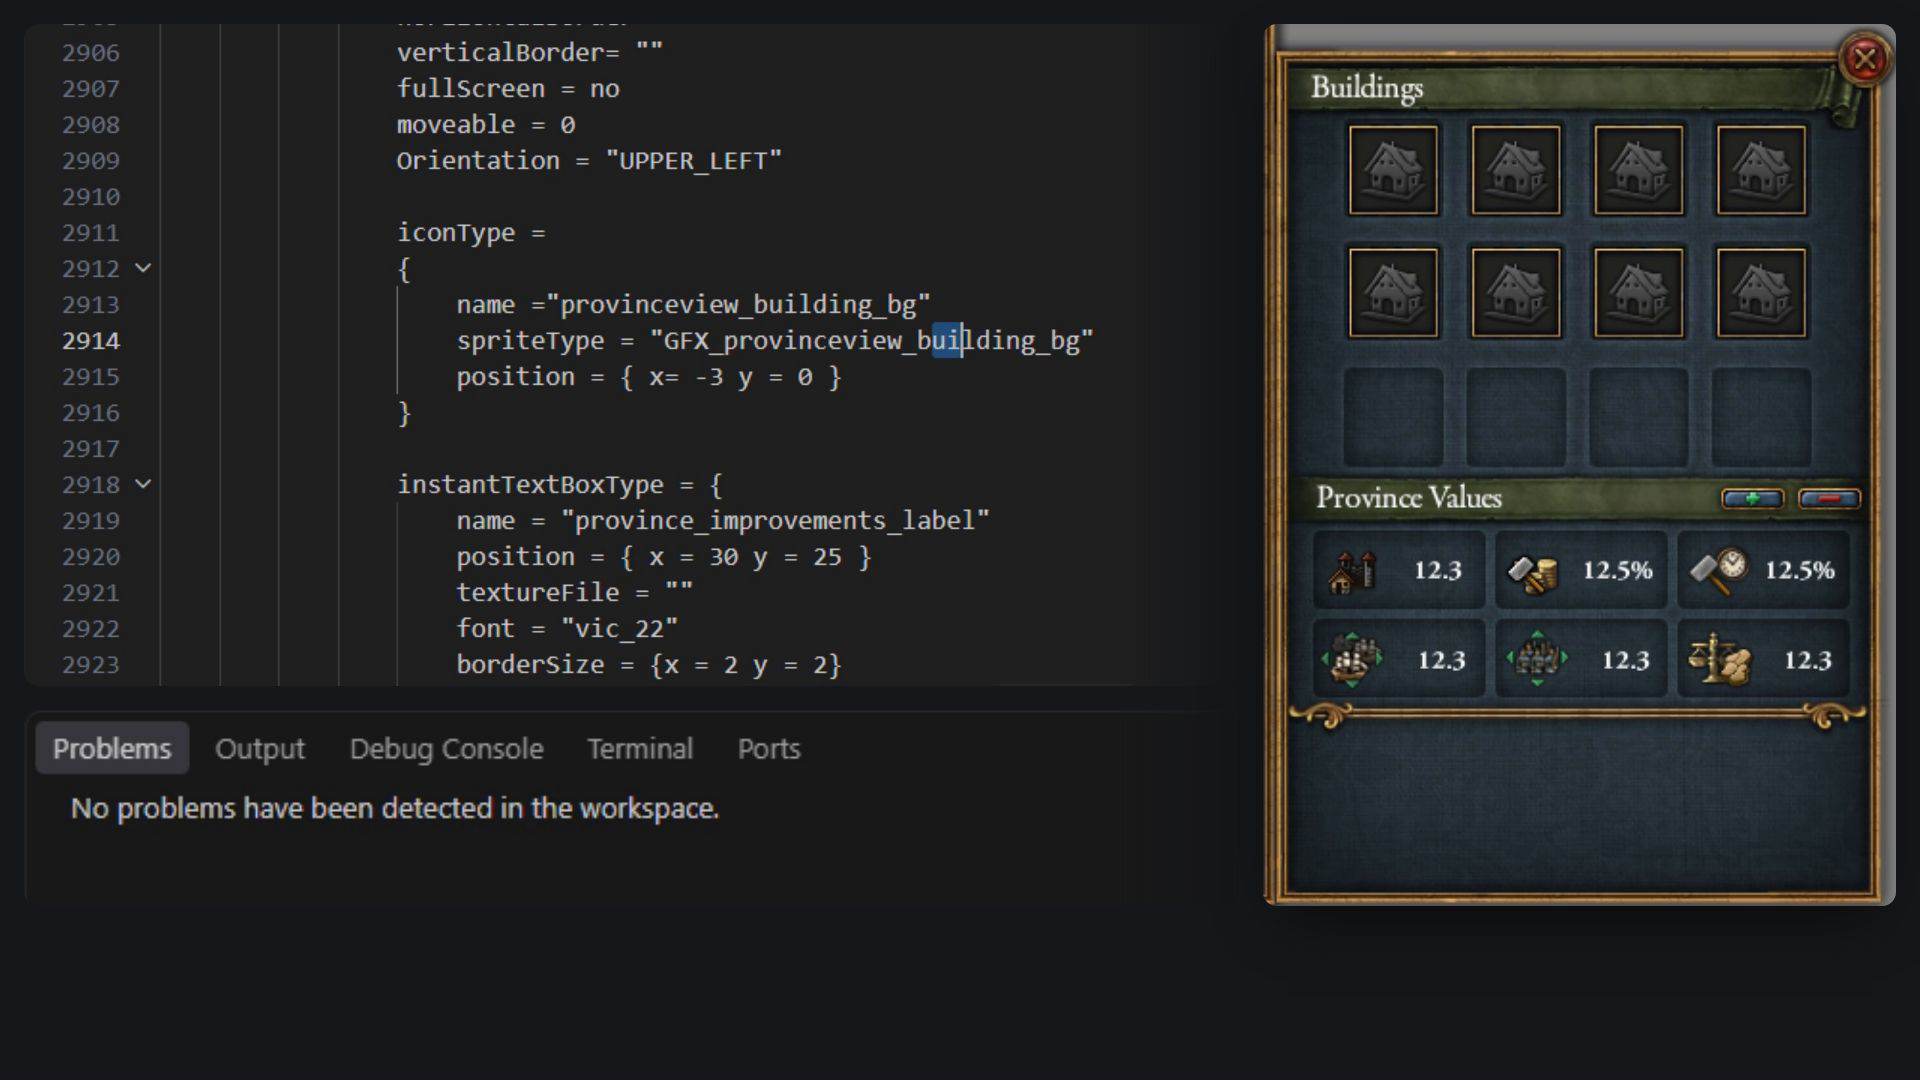 2906 verticalBorder= ""
2907 fullScreen = no
2908 moveable = 0
2909 Orientation = "UPPER_LEFT"
2910
2911 iconType =
2912 {
2913 name ="provinceview_building_bg"
2914 spriteType = "GFX_provinceview_building_bg"
2915 position = { x= -3 y = 0 }
2916 }
2917
2918 instantTextBoxType = {
2919 name = "province_improvements_label"
2920 position = { x = 30 y = 25 }
2921 textureFile = ""
2922 font = "vic_22"
2923 borderSize = {x = 2 y = 2}
Problems Output Debug Console Terminal Ports
No problems have been detected in the workspace.
Buildings
Province Values
12.3 12.5% 12.5%
12.3 12.3 12.3